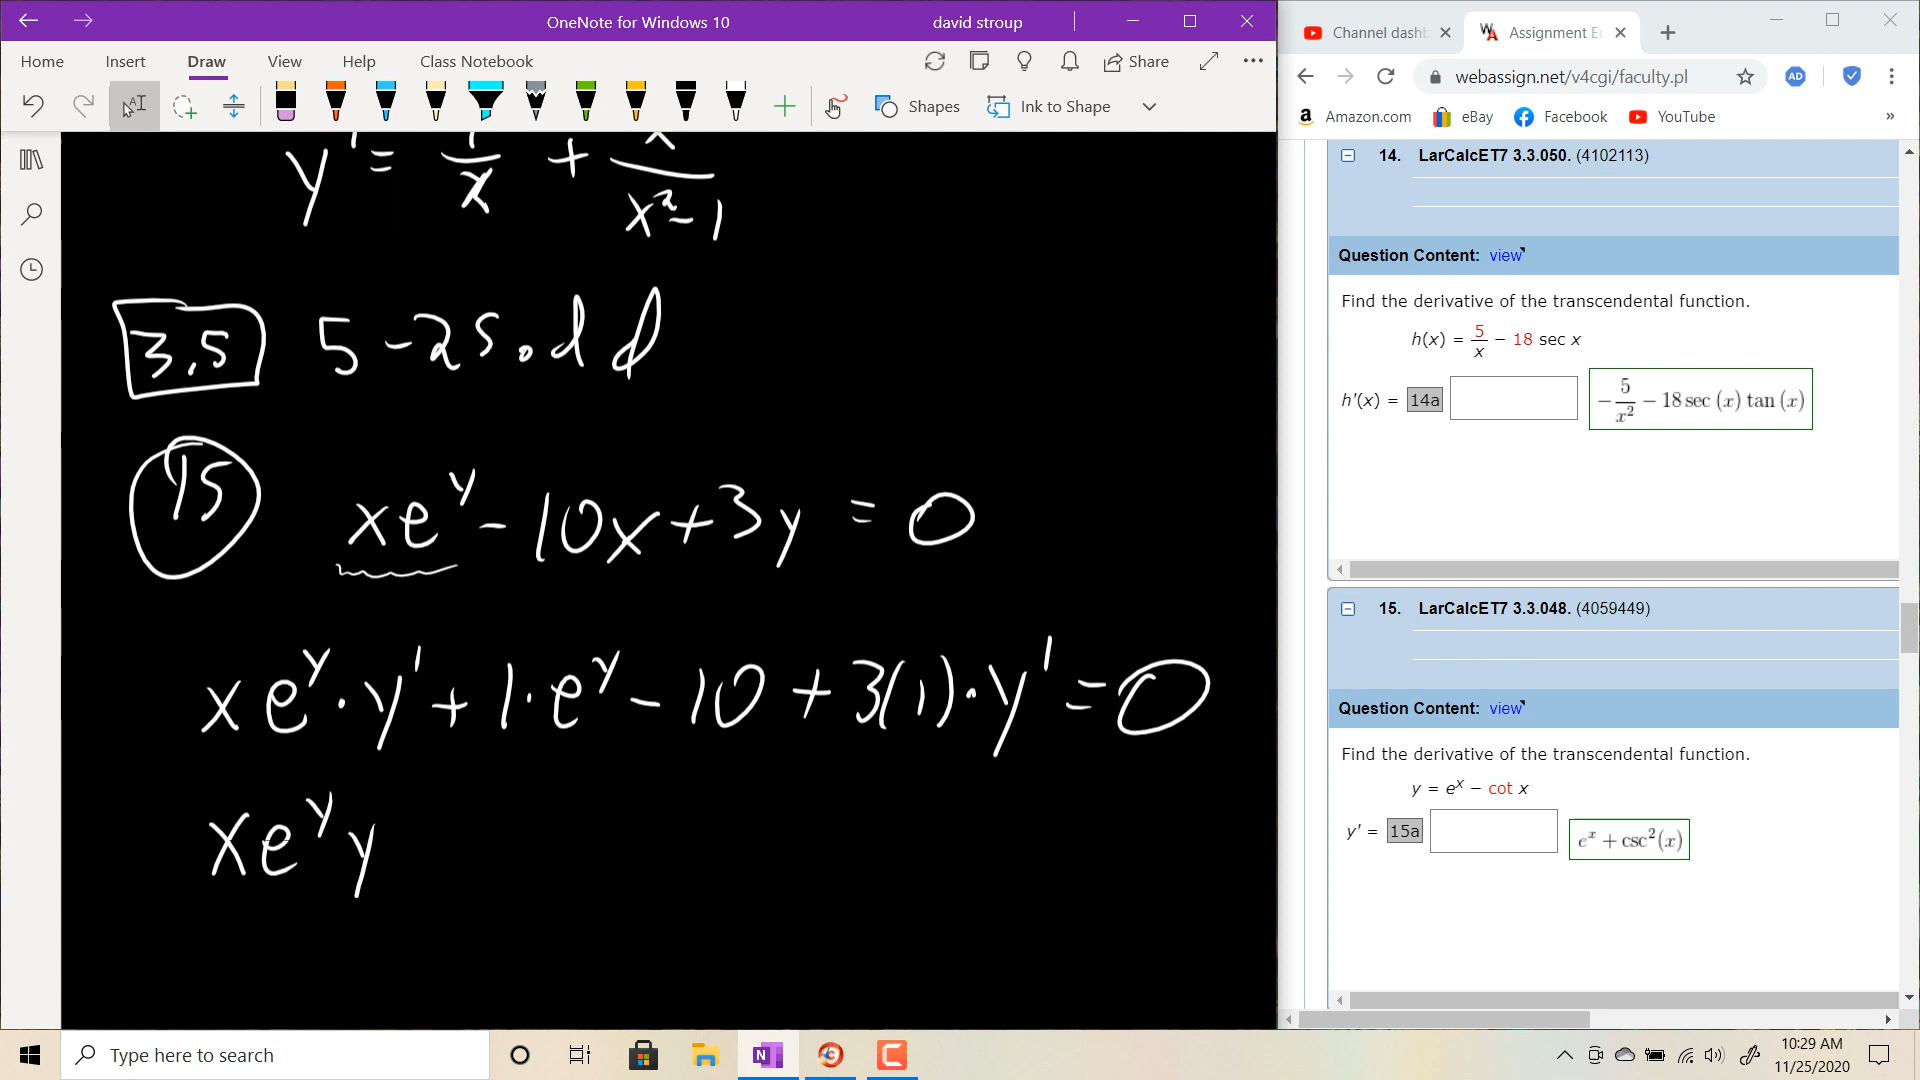 OneNote for Windows 10
david stroup
Home
Insert
Draw
View
Help
Class Notebook
Share
Shapes
Ink to Shape
y' = 1/x + x/(x²-1)
3.5 5-25 odd
15 xe^y - 10x + 3y = 0
xe^y · y' + 1 · e^y - 10 + 3(1) · y' = 0
xe^y y
Channel dashb
Assignment Ec
webassign.net/v4cgi/faculty.pl
AD
Amazon.com
eBay
Facebook
YouTube
»
14. LarCalcET7 3.3.050. (4102113)
Question Content: view
Find the derivative of the transcendental function.
h(x) = 5/x − 18 sec x
h'(x) = 14a −5/x² − 18 sec (x) tan (x)
15. LarCalcET7 3.3.048. (4059449)
Question Content: view
Find the derivative of the transcendental function.
y = e^x − cot x
y' = 15a e^x + csc²(x)
Type here to search
10:29 AM
11/25/2020